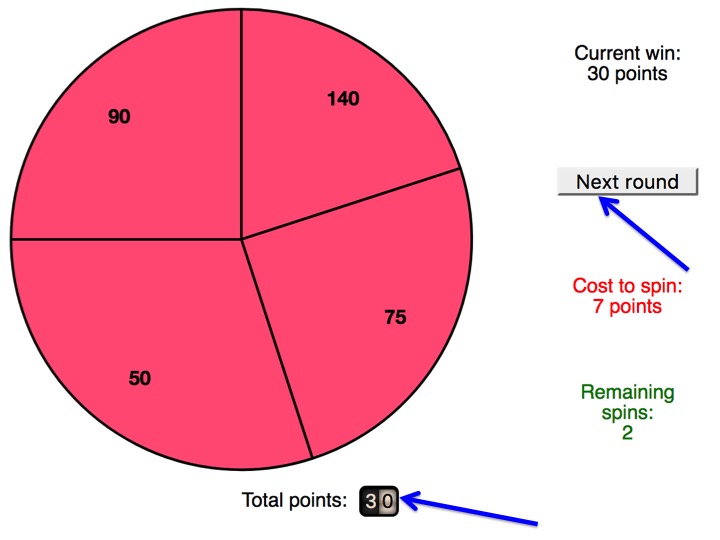 90
140
75
50
Current win:
30 points
Next round
Cost to spin:
7 points
Remaining
spins:
2
Total points: 30